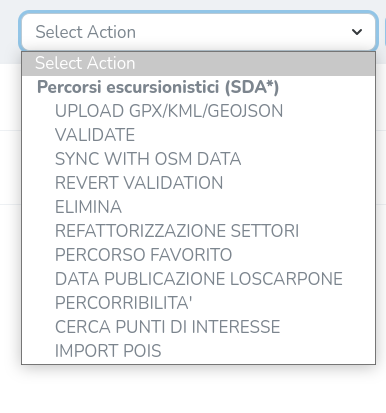 Select Action
Select Action
Percorsi escursionistici (SDA*)
UPLOAD GPX/KML/GEOJSON
VALIDATE
SYNC WITH OSM DATA
REVERT VALIDATION
ELIMINA
REFATTORIZZAZIONE SETTORI
PERCORSO FAVORITO
DATA PUBLICAZIONE LOSCARPONE
PERCORRIBILITA'
CERCA PUNTI DI INTERESSE
IMPORT POIS